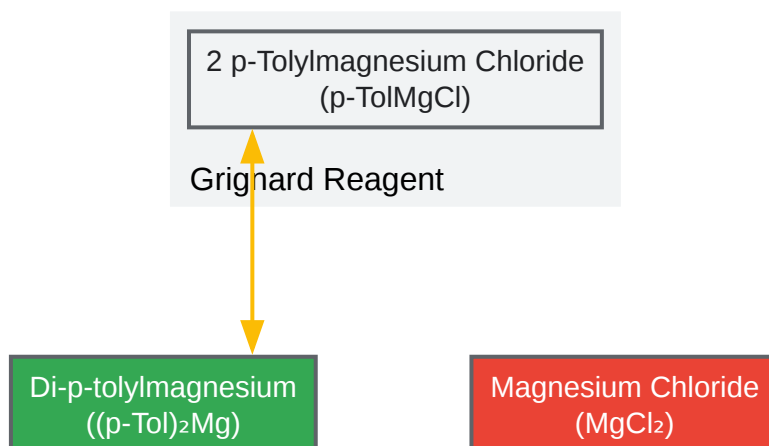 2 p-Tolylmagnesium Chloride
(p-TolMgCl)
Grignard Reagent
Di-p-tolylmagnesium
((p-Tol)₂Mg)
Magnesium Chloride
(MgCl₂)